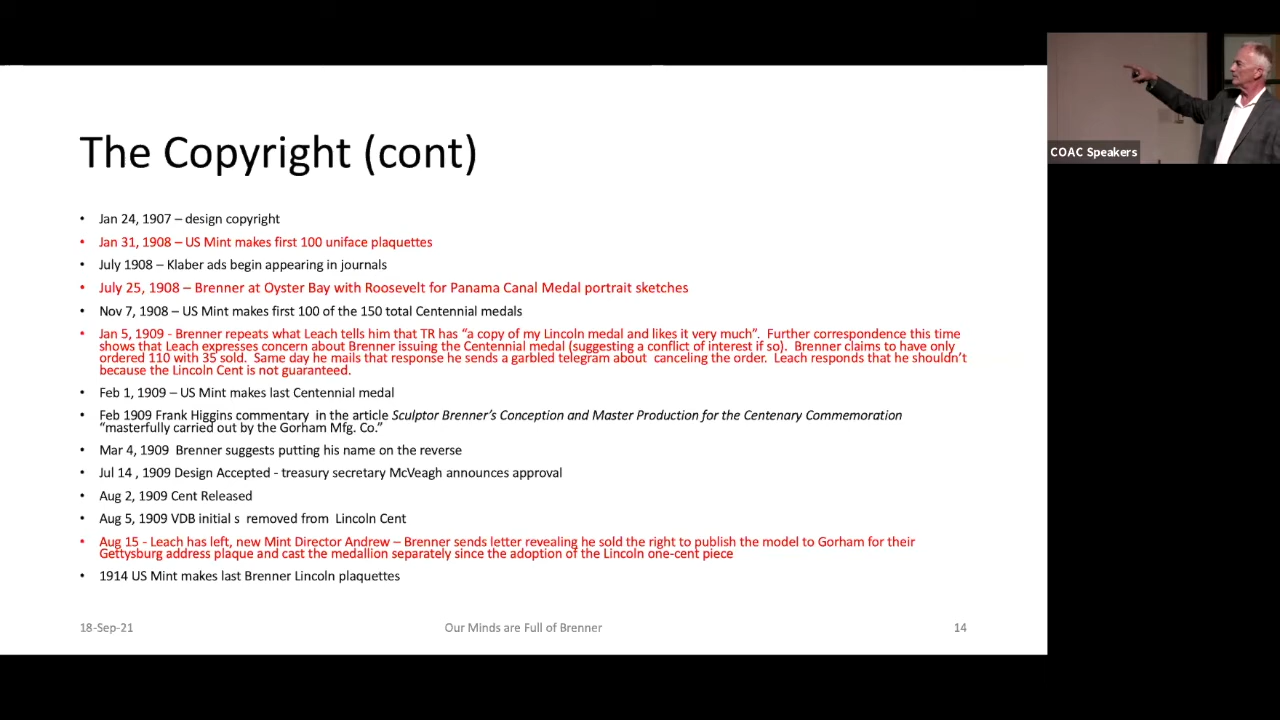 The Copyright (cont)
• Jan 24, 1907 – design copyright
• Jan 31, 1908 – US Mint makes first 100 uniface plaquettes
• July 1908 – Klaber ads begin appearing in journals
• July 25, 1908 – Brenner at Oyster Bay with Roosevelt for Panama Canal Medal portrait sketches
• Nov 7, 1908 – US Mint makes first 100 of the 150 total Centennial medals
• Jan 5, 1909 - Brenner repeats what Leach tells him that TR has “a copy of my Lincoln medal and likes it very much”. Further correspondence this time
shows that Leach expresses concern about Brenner issuing the Centennial medal (suggesting a conflict of interest if so). Brenner claims to have only
ordered 110 with 35 sold. Same day he mails that response he sends a garbled telegram about canceling the order. Leach responds that he shouldn’t
because the Lincoln Cent is not guaranteed.
• Feb 1, 1909 – US Mint makes last Centennial medal
• Feb 1909 Frank Higgins commentary in the article Sculptor Brenner’s Conception and Master Production for the Centenary Commemoration
“masterfully carried out by the Gorham Mfg. Co.”
• Mar 4, 1909 Brenner suggests putting his name on the reverse
• Jul 14 , 1909 Design Accepted - treasury secretary McVeagh announces approval
• Aug 2, 1909 Cent Released
• Aug 5, 1909 VDB initial s removed from Lincoln Cent
• Aug 15 - Leach has left, new Mint Director Andrew – Brenner sends letter revealing he sold the right to publish the model to Gorham for their
Gettysburg address plaque and cast the medallion separately since the adoption of the Lincoln one-cent piece
• 1914 US Mint makes last Brenner Lincoln plaquettes
18-Sep-21
Our Minds are Full of Brenner
14
COAC Speakers